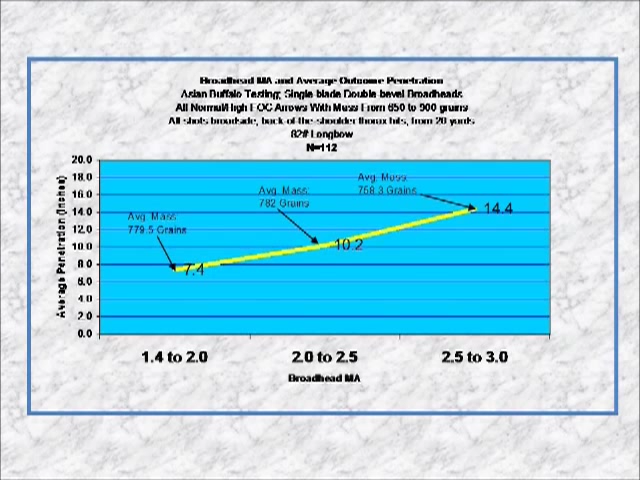 Broadhead MA and Average Outcome Penetration
Asian Buffalo Testing; Single blade Double bevel Broadheads
All Normal/High FOC Arrows With Mass From 650 to 900 grains
All shots broadside, back-of-the-shoulder thorax hits, from 20 yards
82# Longbow
N=112
Average Penetration (Inches)
20.0
18.0
16.0
14.0
12.0
10.0
8.0
6.0
4.0
2.0
0.0
Avg. Mass:
779.5 Grains
7.4
Avg. Mass:
782 Grains
10.2
Avg. Mass:
758.3 Grains
14.4
1.4 to 2.0
2.0 to 2.5
2.5 to 3.0
Broadhead MA